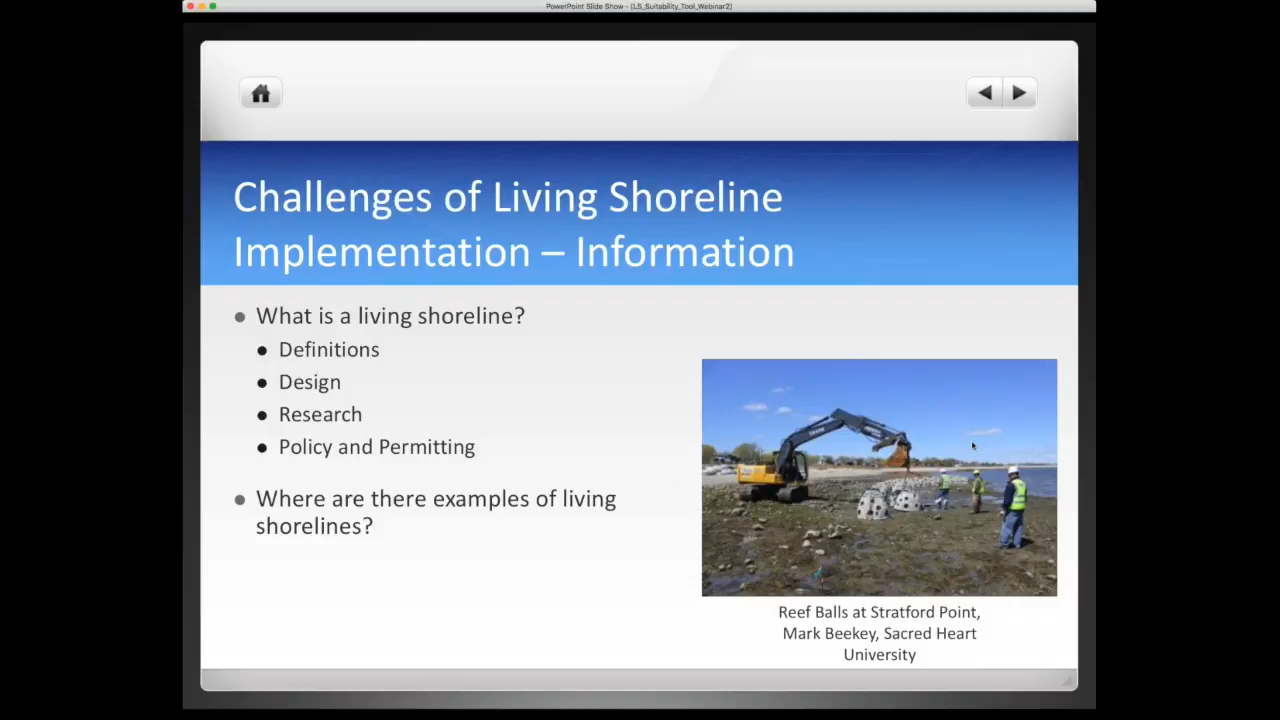 PowerPoint Slide Show - [LS_Suitability_Tool_Webinar2]
Challenges of Living Shoreline
Implementation – Information
What is a living shoreline?
Definitions
Design
Research
Policy and Permitting
Where are there examples of living
shorelines?
Reef Balls at Stratford Point,
Mark Beekey, Sacred Heart
University